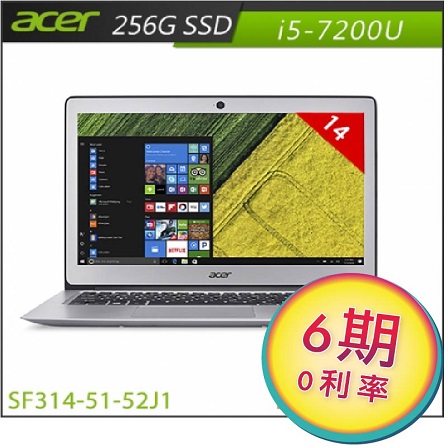 acer 256G SSD i5-7200U
14
acer
SF314-51-52J1
6期
0利率